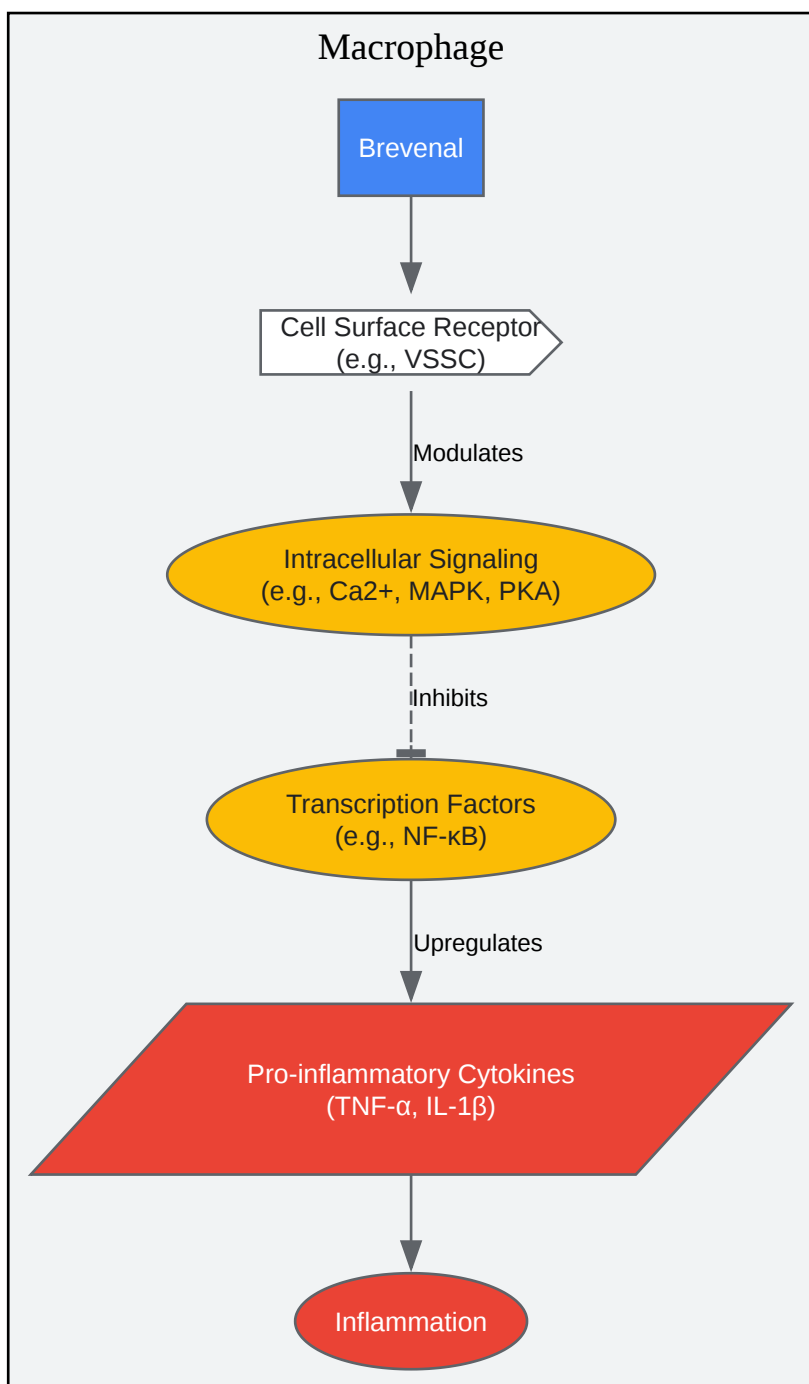 Macrophage
Brevenal
Cell Surface Receptor
(e.g., VSSC)
Modulates
Intracellular Signaling
(e.g., Ca2+, MAPK, PKA)
Inhibits
Transcription Factors
(e.g., NF-κB)
Upregulates
Pro-inflammatory Cytokines
(TNF-α, IL-1β)
Inflammation